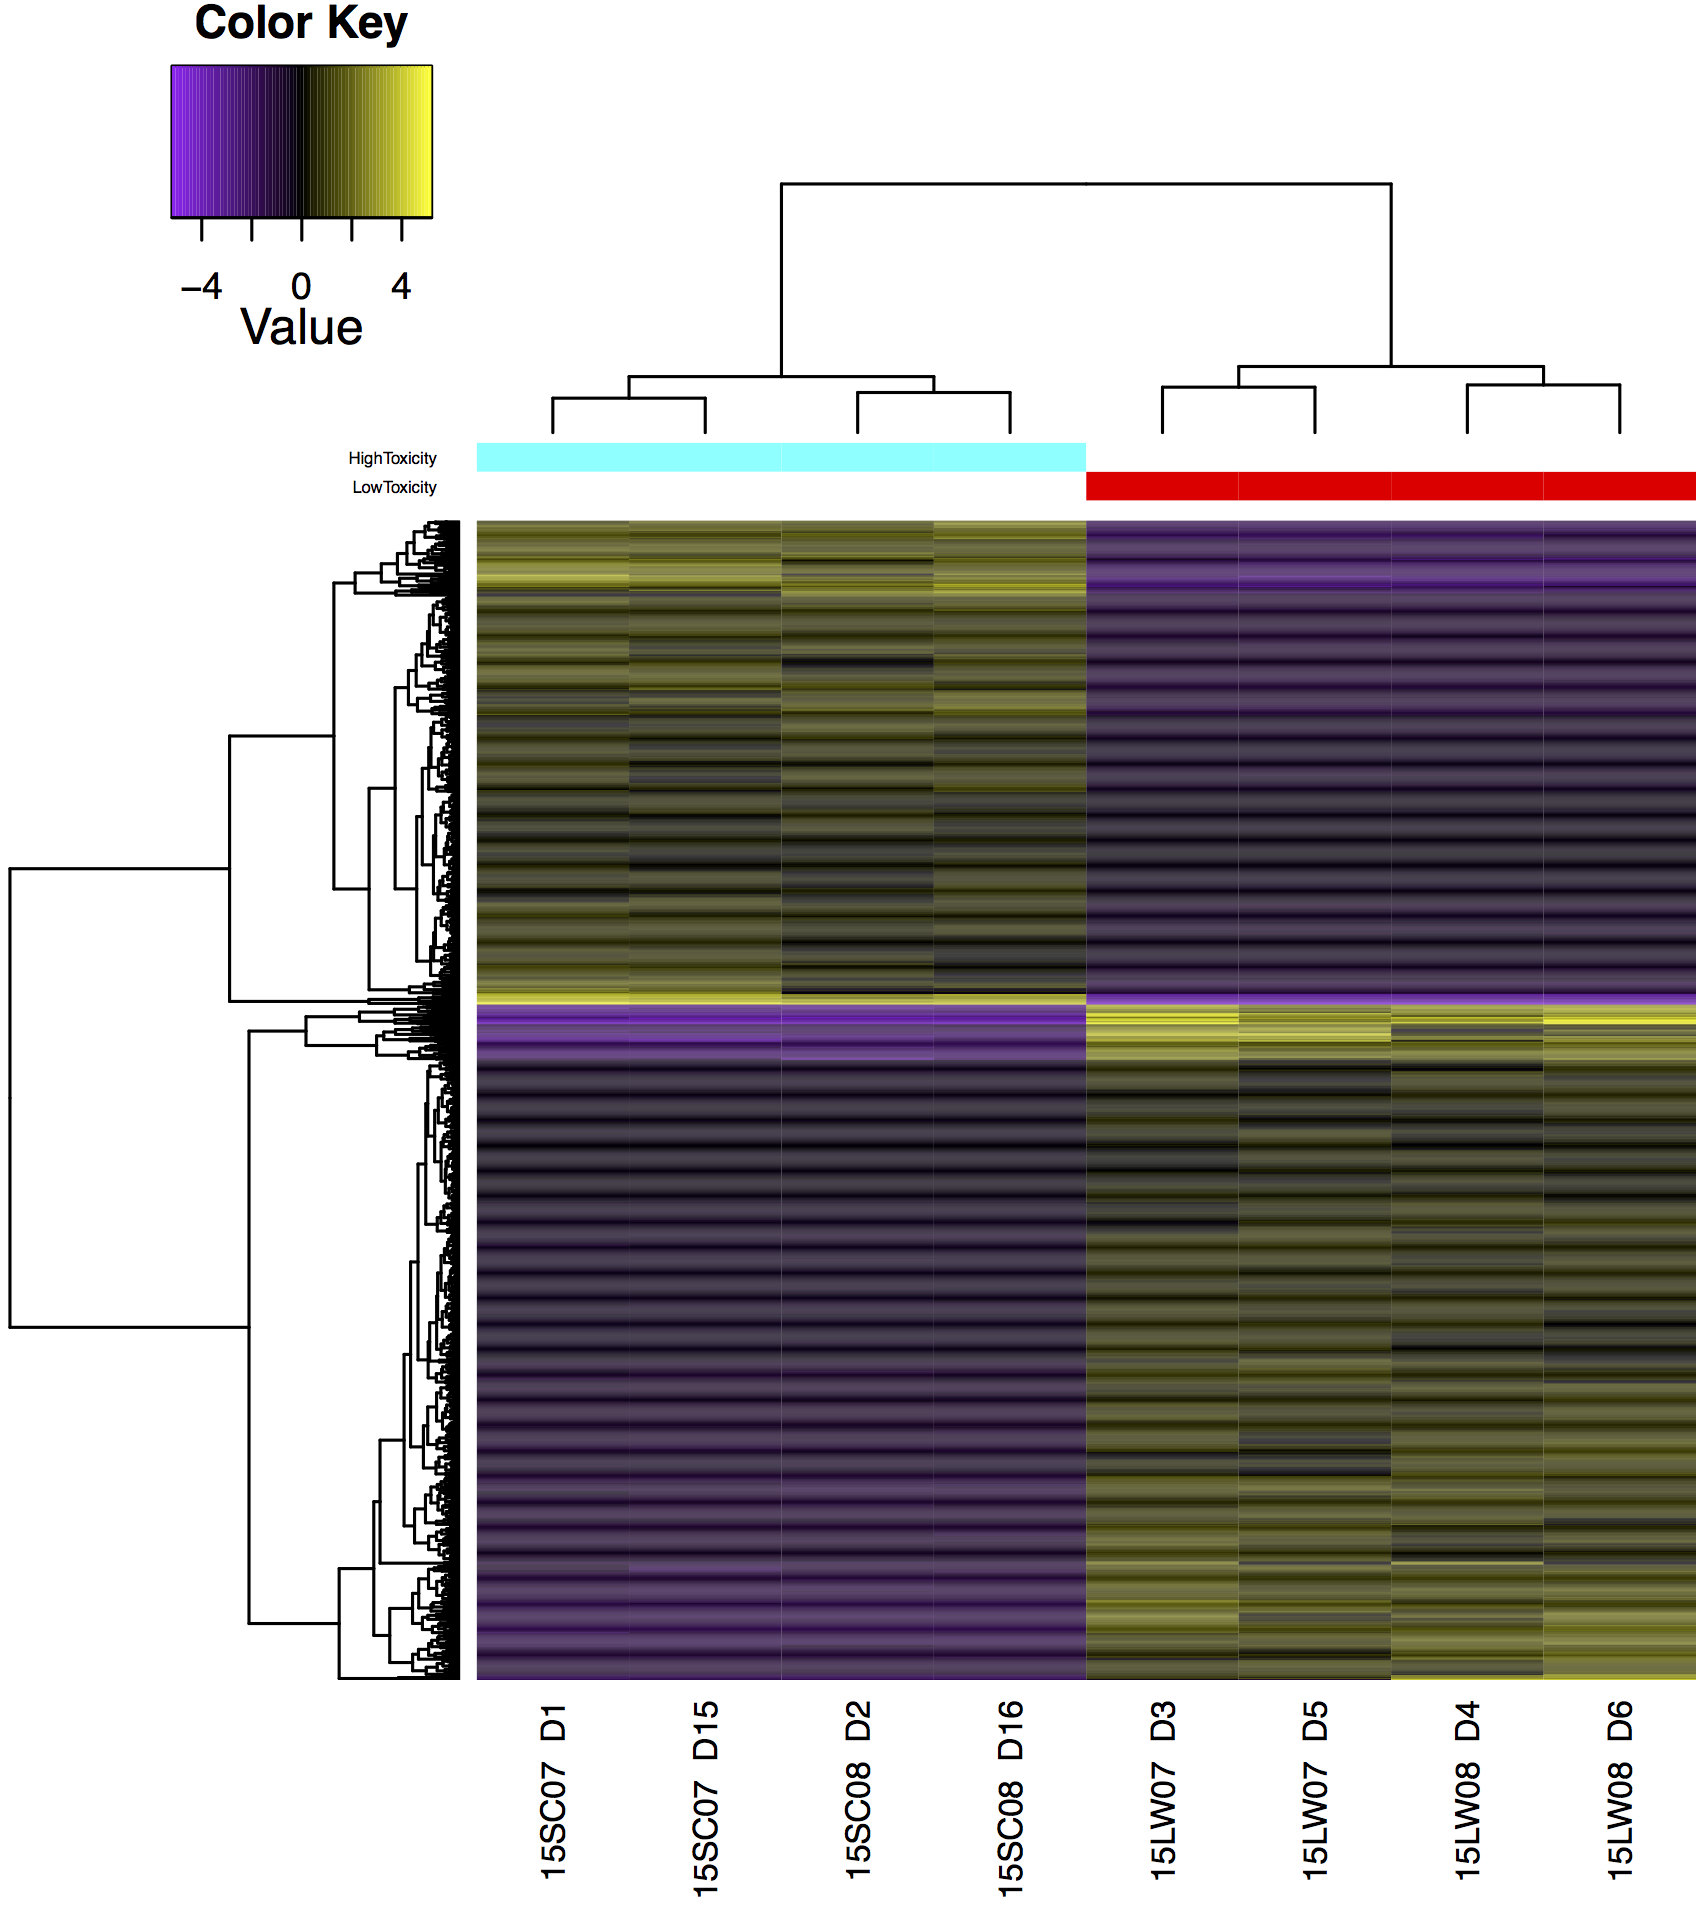 Color Key
−4 0 4
Value
HighToxicity
LowToxicity
15SC07 D1
15SC07 D15
15SC08 D2
15SC08 D16
15LW07 D3
15LW07 D5
15LW08 D4
15LW08 D6